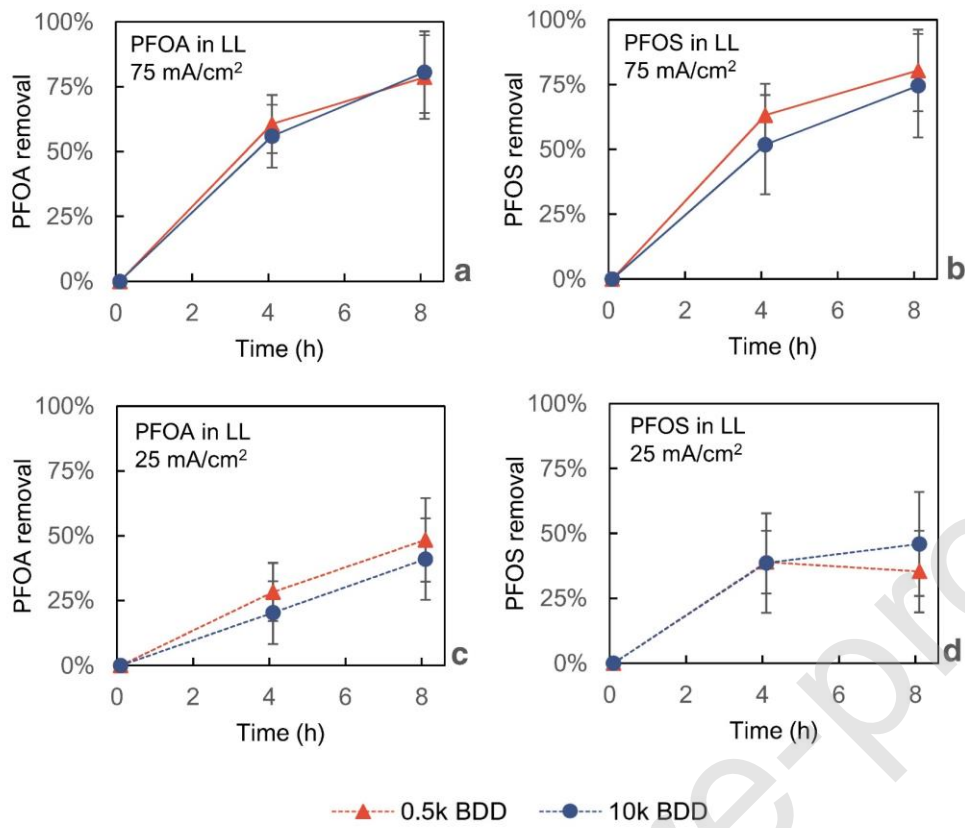 100%
75%
50%
25%
0%
PFOA removal
PFOA in LL
75 mA/cm²
a
0 2 4 6 8
Time (h)
100%
75%
50%
25%
0%
PFOS removal
PFOS in LL
75 mA/cm²
b
0 2 4 6 8
Time (h)
100%
75%
50%
25%
0%
PFOA removal
PFOA in LL
25 mA/cm²
c
0 2 4 6 8
Time (h)
100%
75%
50%
25%
0%
PFOS removal
PFOS in LL
25 mA/cm²
d
0 2 4 6 8
Time (h)
0.5k BDD 10k BDD
re-pro